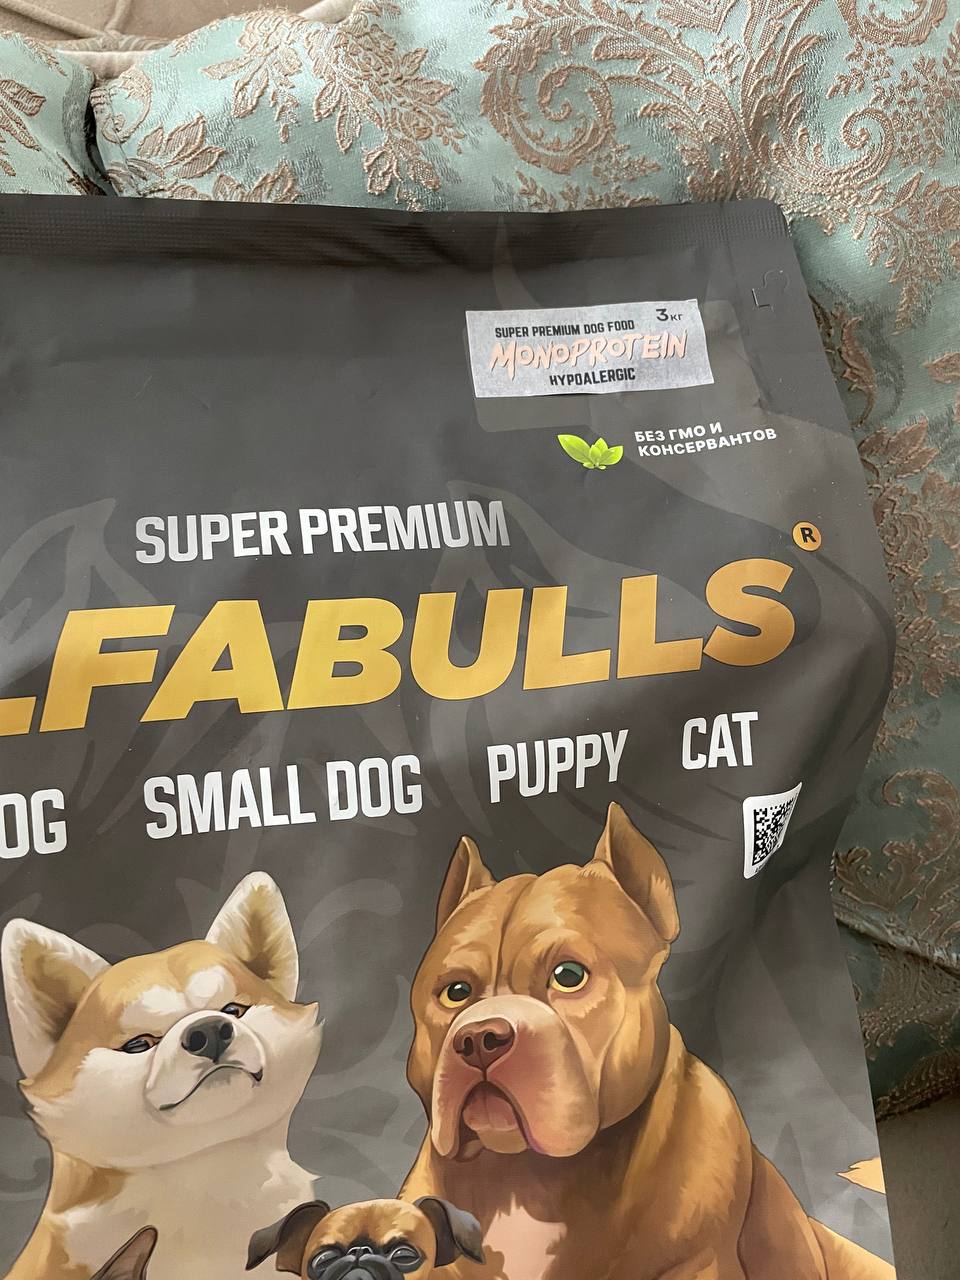 3кг
SUPER PREMIUM DOG FOOD
MONOPROTEIN
HYPOALERGIC
БЕЗ ГМО И
КОНСЕРВАНТОВ
SUPER PREMIUM
LFABULLS®
OG SMALL DOG PUPPY CAT